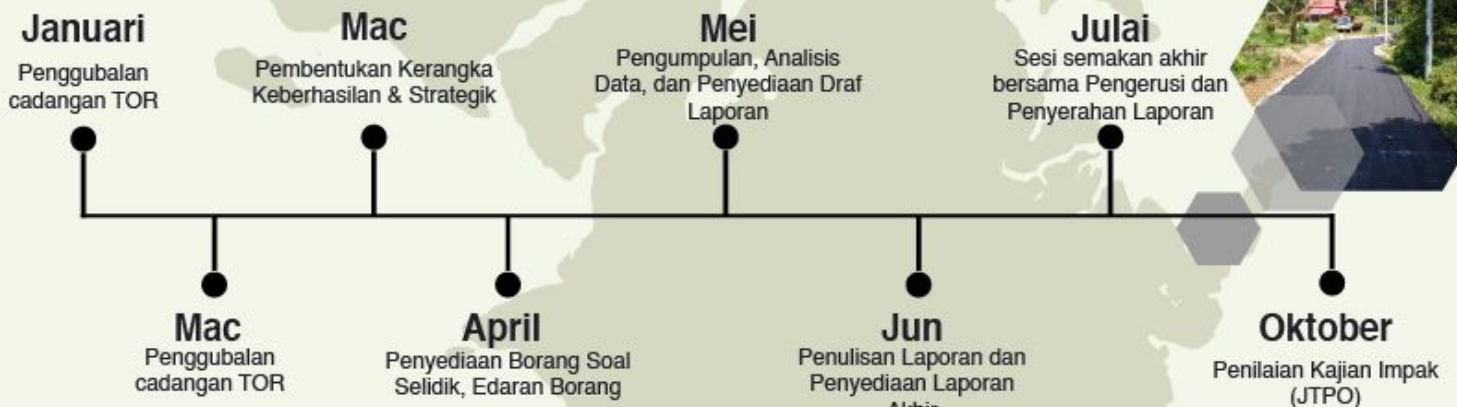 Januari
Penggubalan
cadangan TOR
Mac
Penggubalan
cadangan TOR
Mac
Pembentukan Kerangka
Keberhasilan & Strategik
April
Penyediaan Borang Soal
Selidik, Edaran Borang
Mei
Pengumpulan, Analisis
Data, dan Penyediaan Draf
Laporan
Jun
Penulisan Laporan dan
Penyediaan Laporan
Julai
Sesi semakan akhir
bersama Pengerusi dan
Penyerahan Laporan
Oktober
Penilaian Kajian Impak
(JTPO)